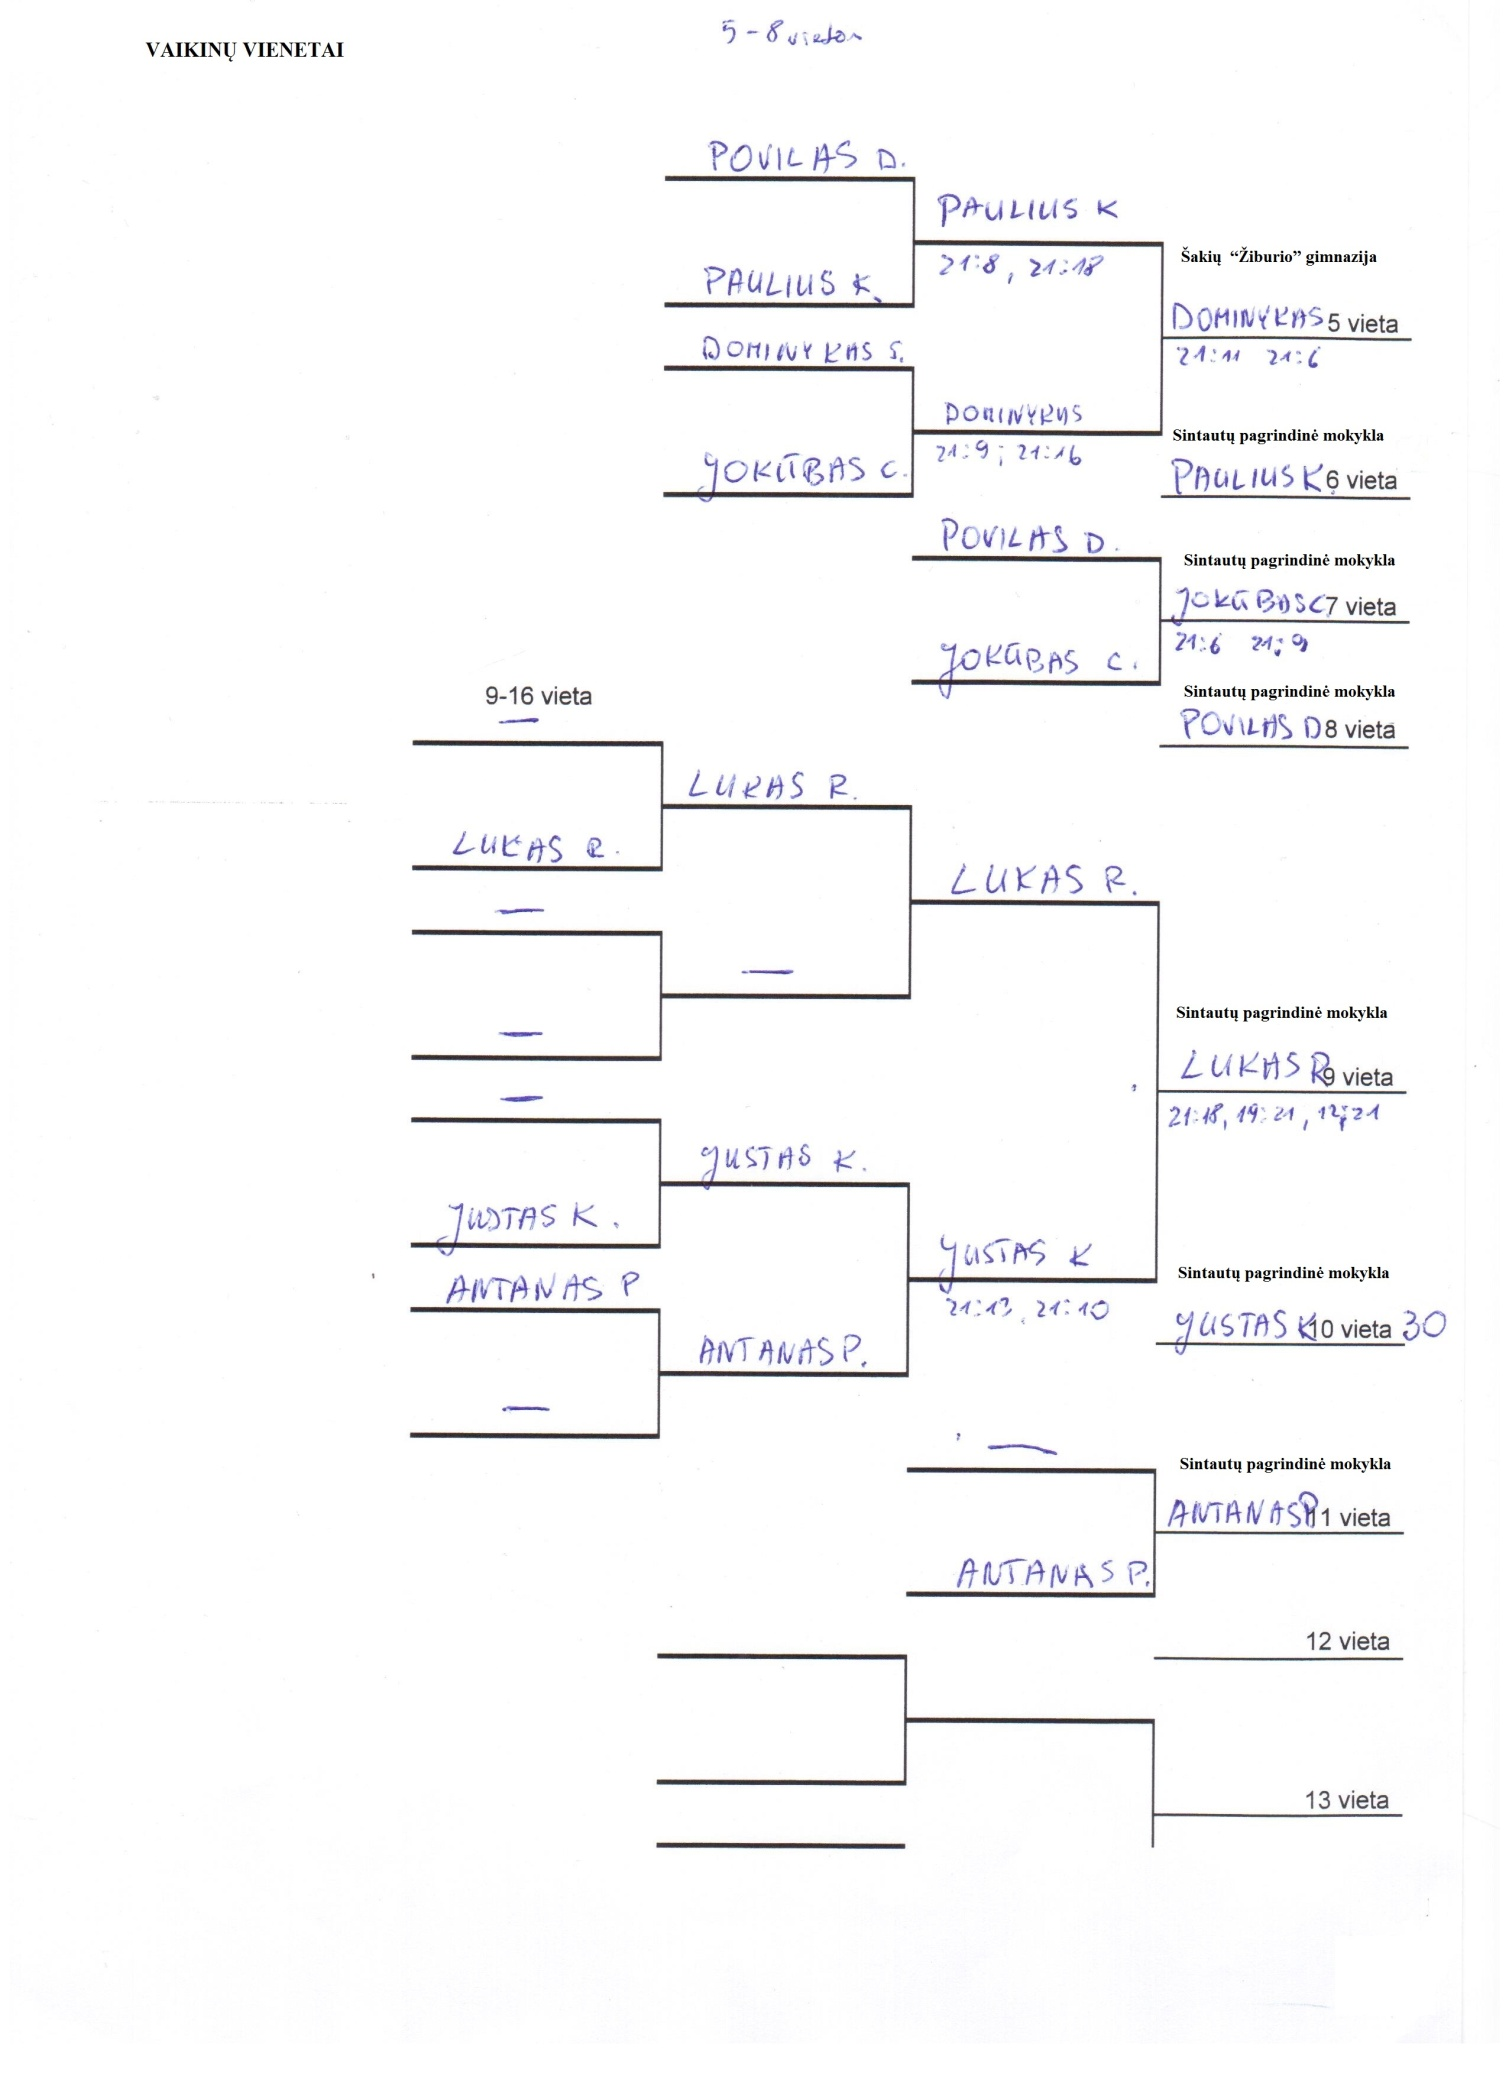 5-8 vietos
VAIKINŲ VIENETAI
POVILAS D.
PAULIUS K
21:8, 21:18
Šakių “Žiburio” gimnazija
PAULIUS K.
DOMINYKAS 5 vieta
21:11 21:6
DOMINYKAS S.
DOMINYKAS
21:9; 21:16
Sintautų pagrindinė mokykla
JOKŪBAS C.
PAULIUS K. 6 vieta
POVILAS D.
Sintautų pagrindinė mokykla
JOKŪBAS C 7 vieta
21:6 21:9
JOKŪBAS C.
Sintautų pagrindinė mokykla
9-16 vieta
POVILAS D 8 vieta
—
LUKAS R.
LUKAS R.
LUKAS R.
—
—
—
Sintautų pagrindinė mokykla
LUKAS R 9 vieta
21:18, 19:21, 12:21
—
JUSTAS K.
JUSTAS K.
JUSTAS K
21:13, 21:10
Sintautų pagrindinė mokykla
ANTANAS P
JUSTAS K 10 vieta 30
ANTANAS P.
—
—
Sintautų pagrindinė mokykla
ANTANAS P 11 vieta
ANTANAS P.
12 vieta
13 vieta